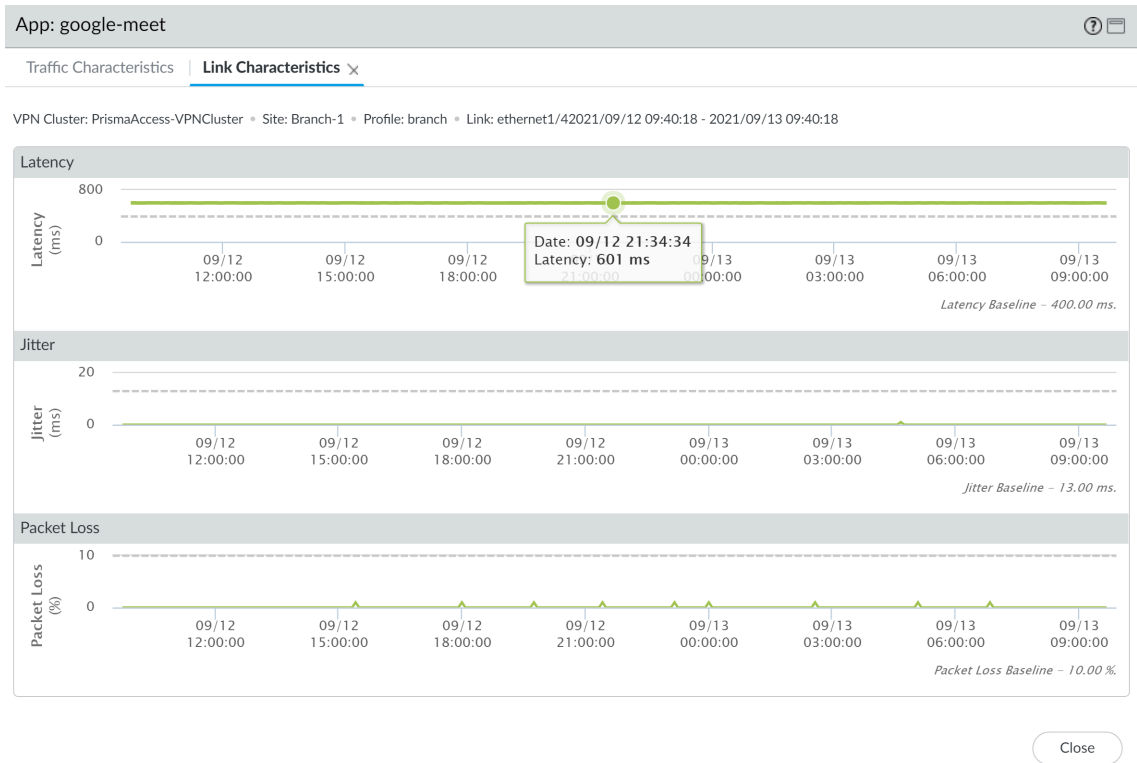 App: google-meet
Traffic Characteristics Link Characteristics
VPN Cluster: PrismaAccess-VPNCluster • Site: Branch-1 • Profile: branch • Link: ethernet1/42021/09/12 09:40:18 - 2021/09/13 09:40:18
Latency
Latency
(ms)
800
0
Date: 09/12 21:34:34
Latency: 601 ms
09/12 09/12 09/12 09/13 09/13 09/13 09/13
12:00:00 15:00:00 18:00:00 21:00:00 00:00:00 03:00:00 06:00:00 09:00:00
Latency Baseline – 400.00 ms.
Jitter
Jitter
(ms)
20
0
09/12 09/12 09/12 09/12 09/13 09/13 09/13 09/13
12:00:00 15:00:00 18:00:00 21:00:00 00:00:00 03:00:00 06:00:00 09:00:00
Jitter Baseline – 13.00 ms.
Packet Loss
Packet Loss
(%)
10
0
09/12 09/12 09/12 09/12 09/13 09/13 09/13 09/13
12:00:00 15:00:00 18:00:00 21:00:00 00:00:00 03:00:00 06:00:00 09:00:00
Packet Loss Baseline – 10.00 %.
Close